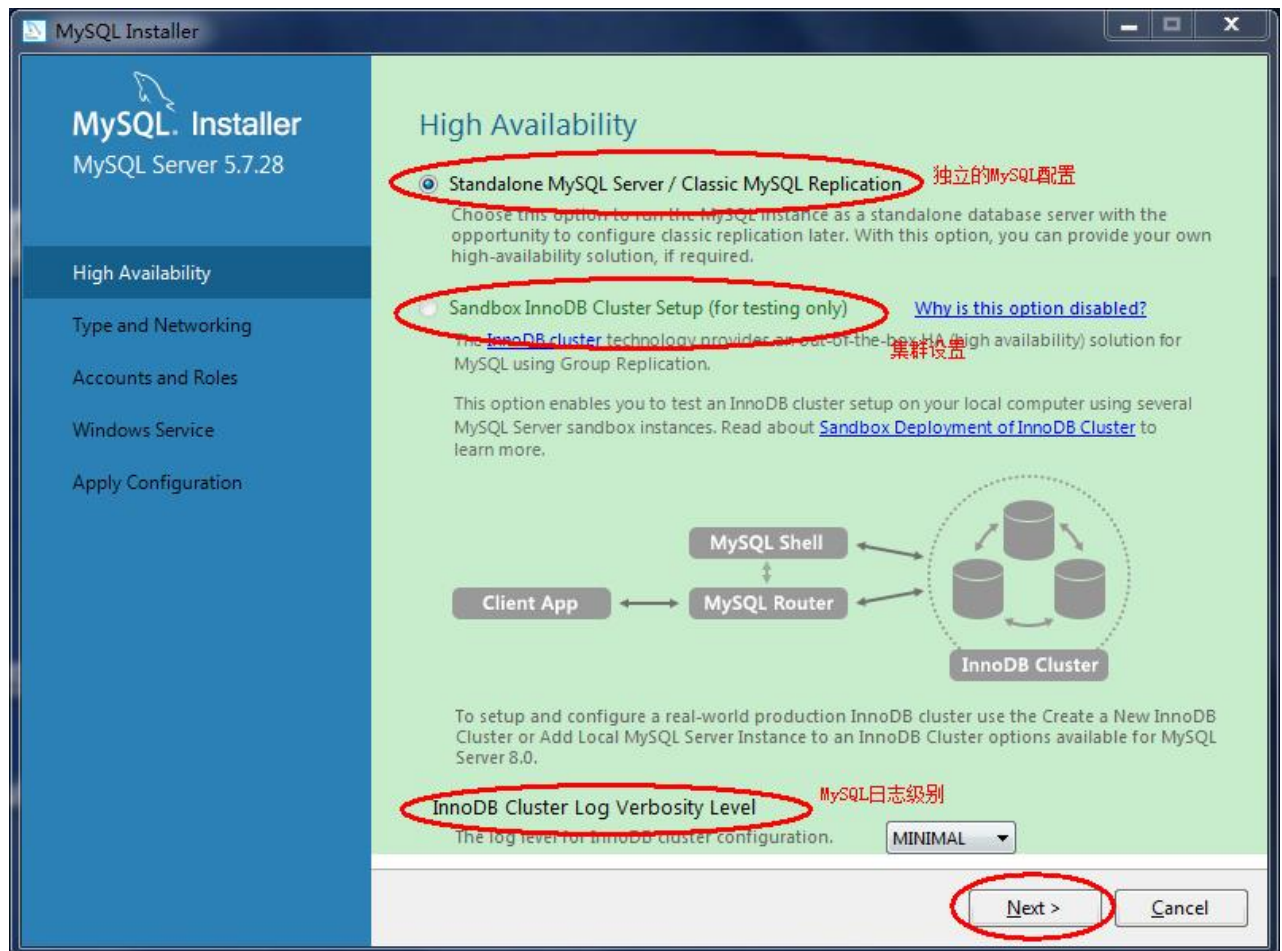 MySQL Installer
MySQL. Installer
MySQL Server 5.7.28
High Availability
Type and Networking
Accounts and Roles
Windows Service
Apply Configuration
High Availability
Standalone MySQL Server / Classic MySQL Replication 独立的MySQL配置
Choose this option to run the MySQL instance as a standalone database server with the
opportunity to configure classic replication later. With this option, you can provide your own
high-availability solution, if required.
Sandbox InnoDB Cluster Setup (for testing only) Why is this option disabled?
The InnoDB cluster technology provides an out-of-the-box HA (high availability) solution for
集群设置
MySQL using Group Replication.
This option enables you to test an InnoDB cluster setup on your local computer using several
MySQL Server sandbox instances. Read about Sandbox Deployment of InnoDB Cluster to
learn more.
MySQL Shell
Client App
MySQL Router
InnoDB Cluster
To setup and configure a real-world production InnoDB cluster use the Create a New InnoDB
Cluster or Add Local MySQL Server Instance to an InnoDB Cluster options available for MySQL
Server 8.0.
InnoDB Cluster Log Verbosity Level MySQL日志级别
The log level for InnoDB cluster configuration. MINIMAL
Next > Cancel